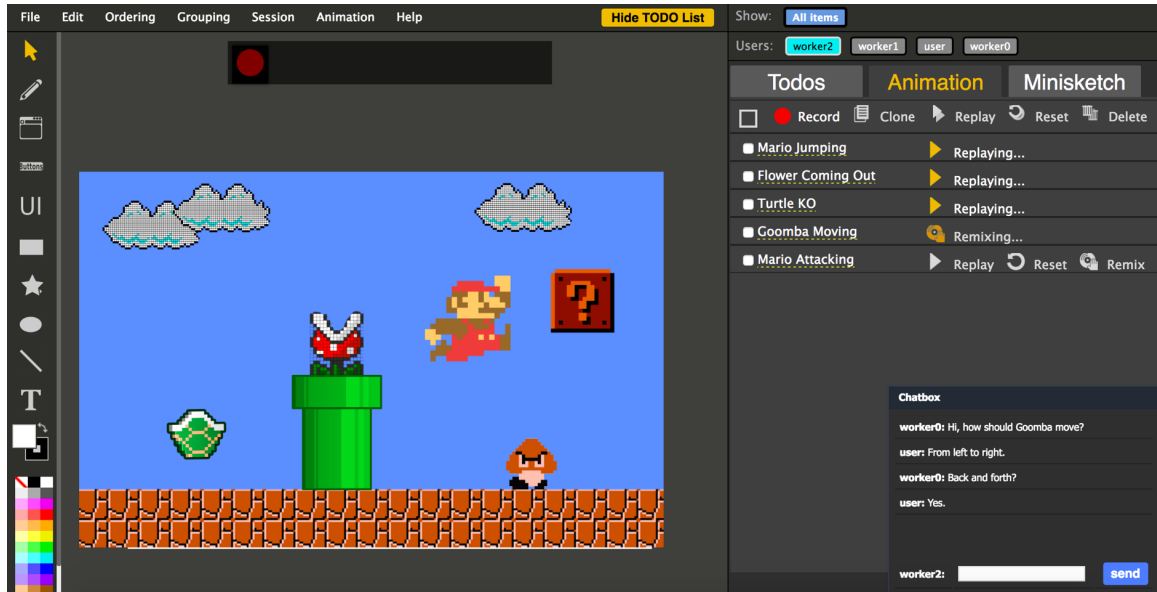 File Edit Ordering Grouping Session Animation Help Hide TODO List
Show: All items
Users: worker2 worker1 user worker0
Todos Animation Minisketch
Record Clone Replay Reset Delete
Mario Jumping Replaying...
Flower Coming Out Replaying...
Turtle KO Replaying...
Goomba Moving Remixing...
Mario Attacking Replay Reset Remix
Buttons
UI
T
?
Chatbox
worker0: Hi, how should Goomba move?
user: From left to right.
worker0: Back and forth?
user: Yes.
worker2: send